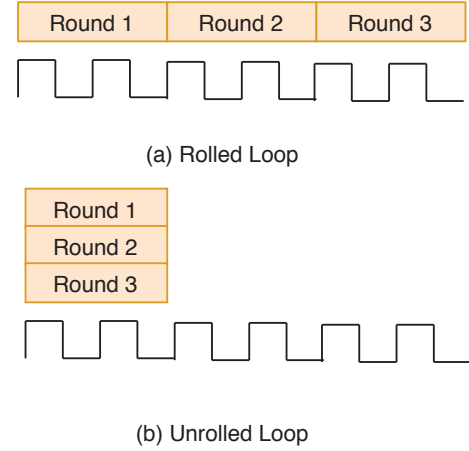 Round 1 Round 2 Round 3
(a) Rolled Loop
Round 1
Round 2
Round 3
(b) Unrolled Loop